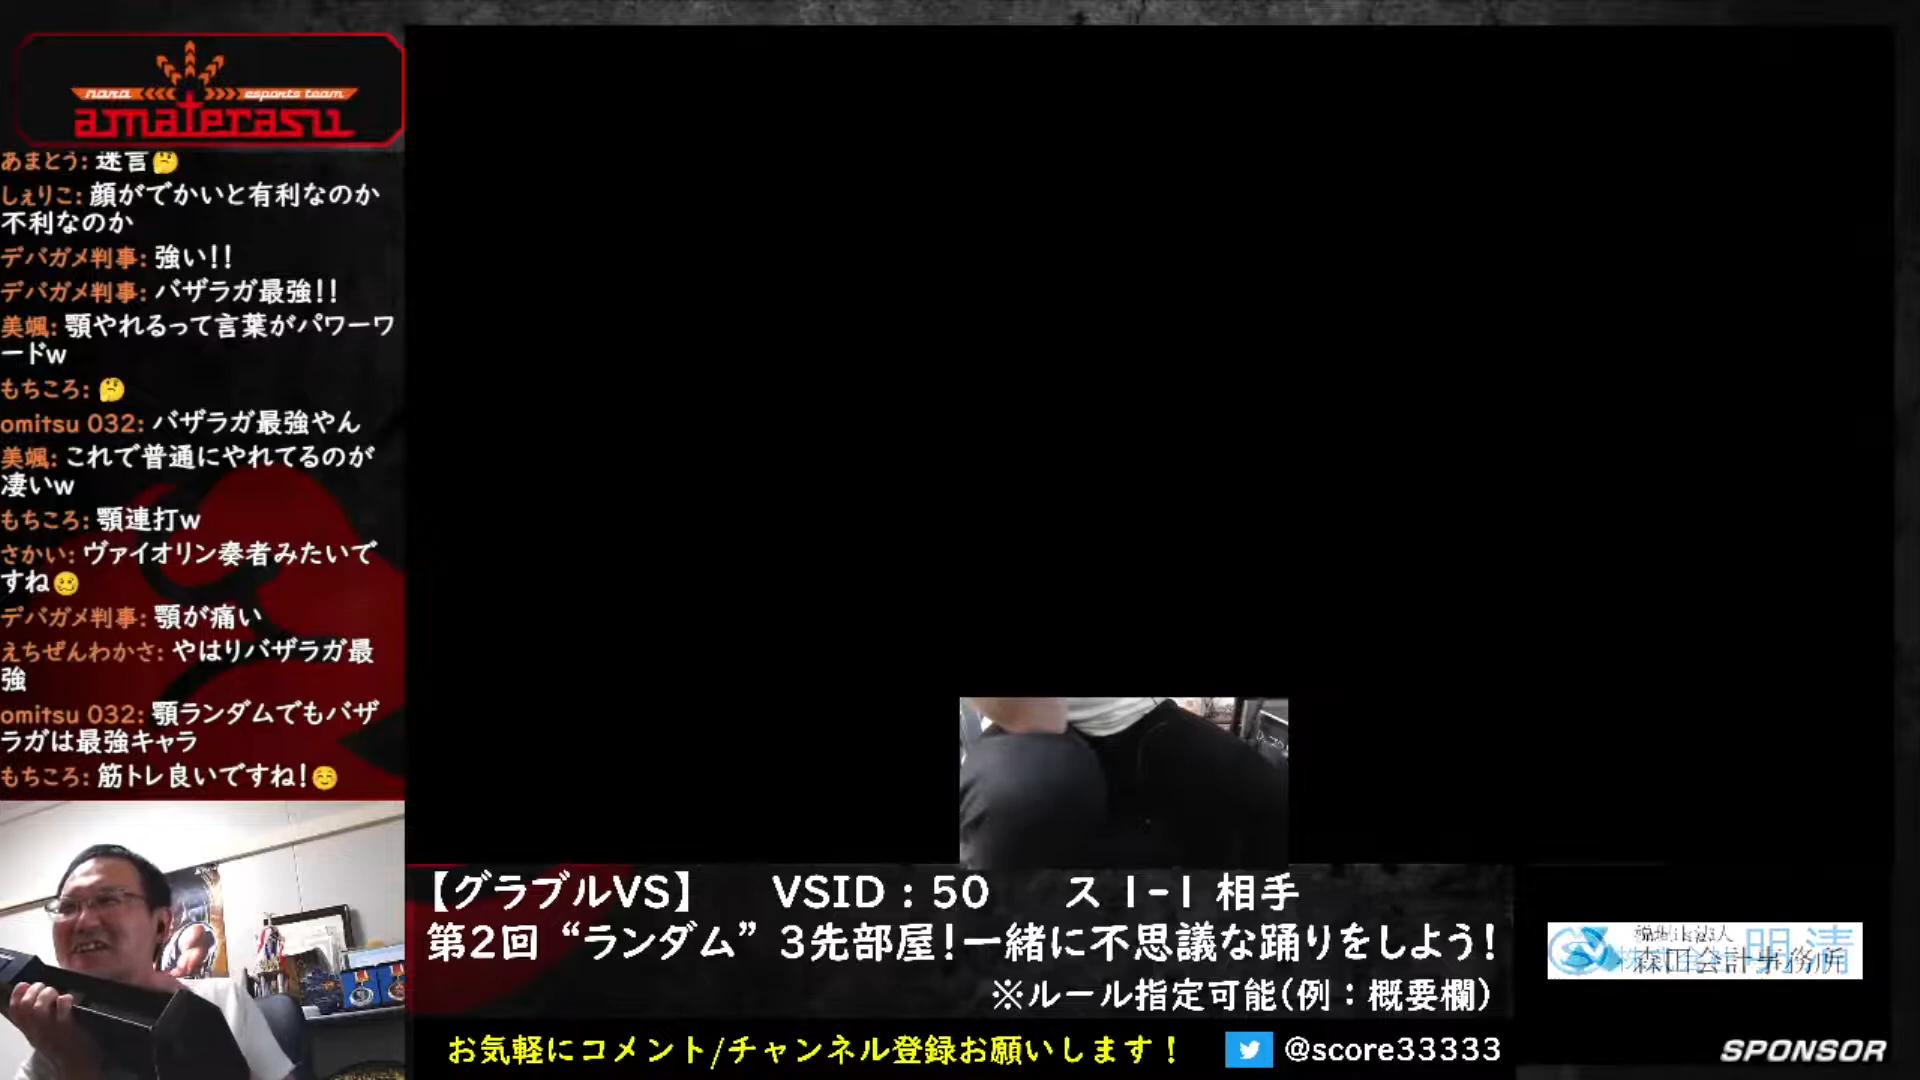 nara esports team
amaterasu
あまとう: 迷言🤔
しぇりこ: 顔がでかいと有利なのか
不利なのか
デバガメ判事: 強い!!
デバガメ判事: バザラガ最強!!
美颯: 顎やれるって言葉がパワーワ
ードw
もちころ: 🤔
omitsu 032: バザラガ最強やん
美颯: これで普通にやれてるのが
凄いw
もちころ: 顎連打w
さかい: ヴァイオリン奏者みたいで
すね🥴
デバガメ判事: 顎が痛い
えちぜんわかさ: やはりバザラガ最
強
omitsu 032: 顎ランダムでもバザ
ラガは最強キャラ
もちころ: 筋トレ良いですね!☺️
【グラブルVS】 VSID：50 ス 1-1 相手
第2回 “ランダム” 3先部屋!一緒に不思議な踊りをしよう!
※ルール指定可能(例：概要欄)
お気軽にコメント/チャンネル登録お願いします！ @score33333
森田会計事務所
明清
SPONSOR